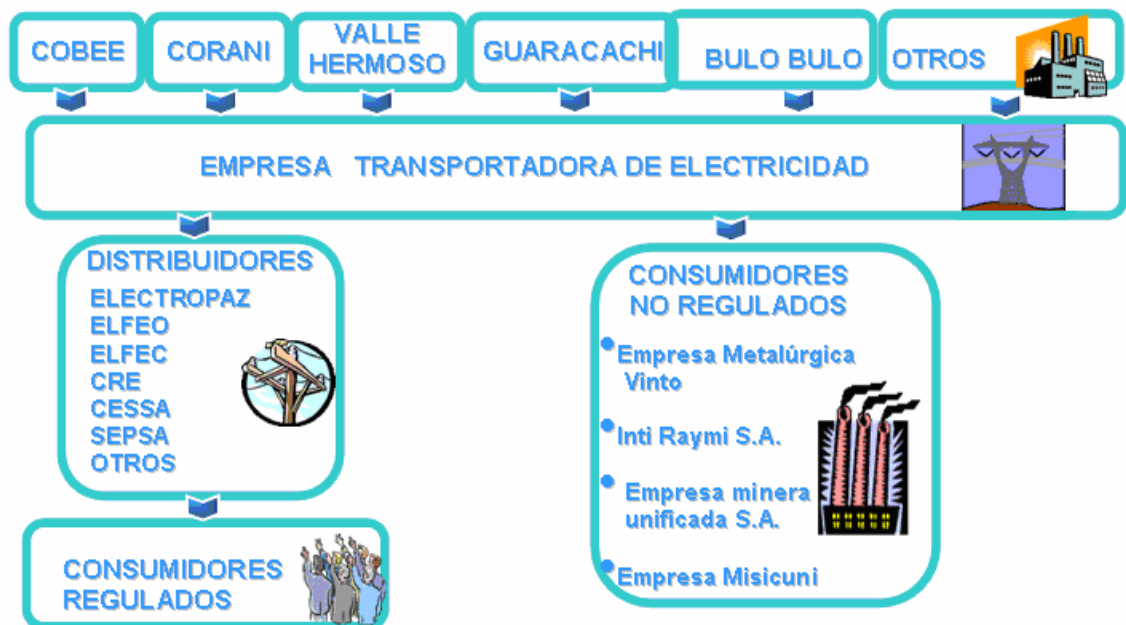 COBEE
CORANI
VALLE
HERMOSO
GUARACACHI
BULO BULO
OTROS
EMPRESA TRANSPORTADORA DE ELECTRICIDAD
DISTRIBUIDORES
ELECTROPAZ
ELFEO
ELFEC
CRE
CESSA
SEPSA
OTROS
CONSUMIDORES
REGULADOS
CONSUMIDORES
NO REGULADOS
• Empresa Metalúrgica
Vinto
• Inti Raymi S.A.
• Empresa minera
unificada S.A.
• Empresa Misicuni